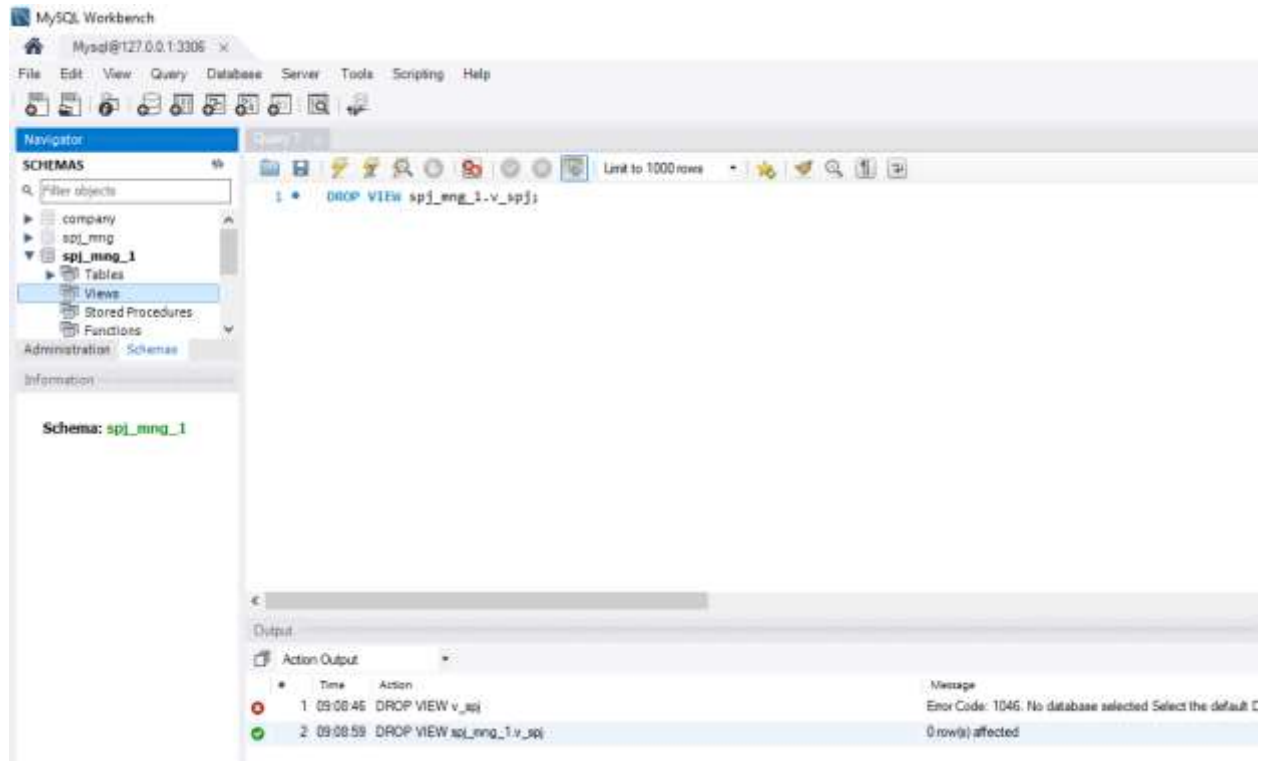 MySQL Workbench
Mysql@127.0.0.1:3306 ×
File Edit View Query Database Server Tools Scripting Help
Navigator
SCHEMAS
Filter objects
company
spj_mng
spj_mng_1
Tables
Views
Stored Procedures
Functions
Administration Schemas
Information
Schema: spj_mng_1
Limit to 1000 rows
1 DROP VIEW spj_mng_1.v_spj;
Output
Action Output
# Time Action Message
1 09:08:46 DROP VIEW v_spj Error Code: 1046. No database selected Select the default D
2 09:08:59 DROP VIEW spj_mng_1.v_spj 0 row(s) affected